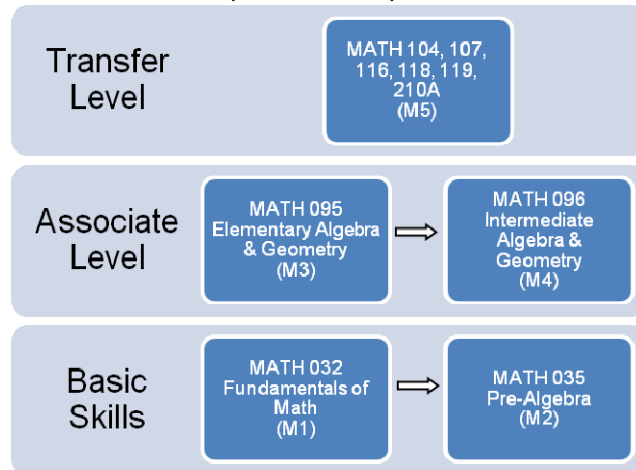 Transfer
Level
MATH 104, 107,
116, 118, 119,
210A
(M5)
Associate
Level
MATH 095
Elementary Algebra
& Geometry
(M3)
MATH 096
Intermediate
Algebra &
Geometry
(M4)
Basic
Skills
MATH 032
Fundamentals of
Math
(M1)
MATH 035
Pre-Algebra
(M2)